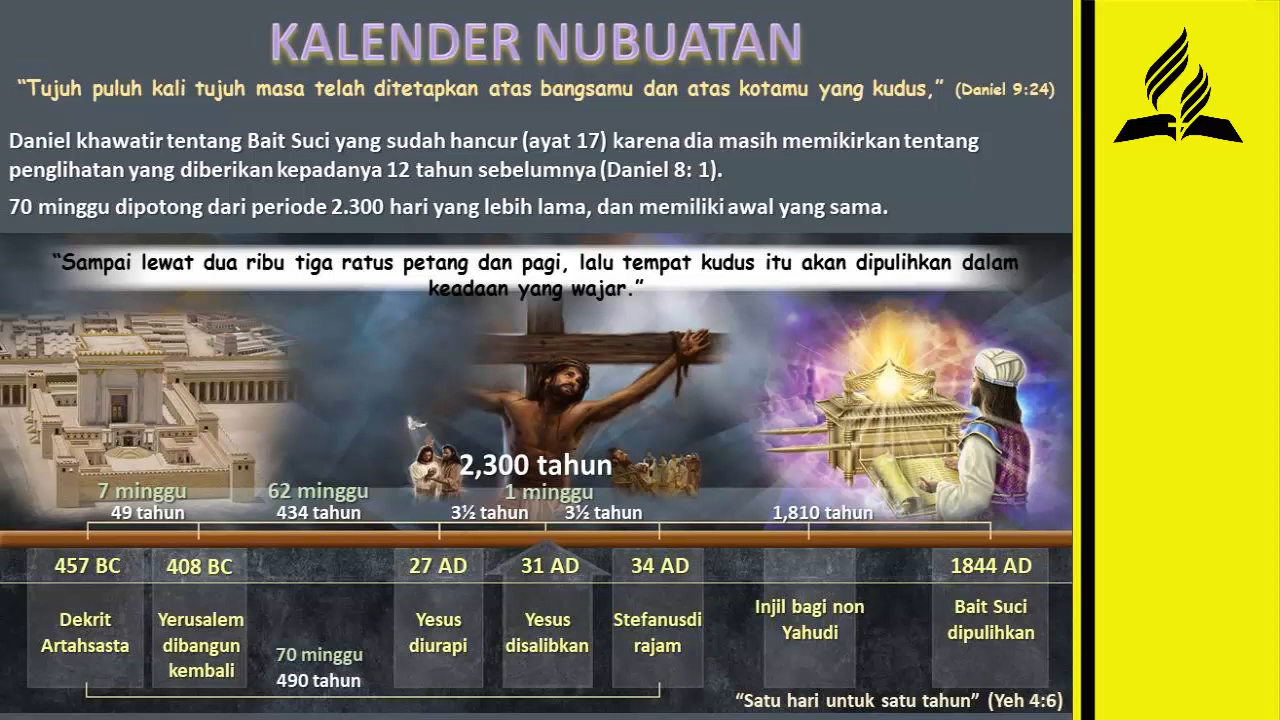 KALENDER NUBUATAN
“Tujuh puluh kali tujuh masa telah ditetapkan atas bangsamu dan atas kotamu yang kudus,” (Daniel 9:24)
Daniel khawatir tentang Bait Suci yang sudah hancur (ayat 17) karena dia masih memikirkan tentang
penglihatan yang diberikan kepadanya 12 tahun sebelumnya (Daniel 8: 1).
70 minggu dipotong dari periode 2.300 hari yang lebih lama, dan memiliki awal yang sama.
“Sampai lewat dua ribu tiga ratus petang dan pagi, lalu tempat kudus itu akan dipulihkan dalam
keadaan yang wajar.”
2,300 tahun
7 minggu 62 minggu 1 minggu
49 tahun 434 tahun 3½ tahun 3½ tahun 1,810 tahun
457 BC 408 BC 27 AD 31 AD 34 AD 1844 AD
Dekrit
Artahsasta
Yerusalem
dibangun
kembali
Yesus
diurapi
Yesus
disalibkan
Stefanusdi
rajam
Injil bagi non
Yahudi
Bait Suci
dipulihkan
70 minggu
490 tahun
“Satu hari untuk satu tahun” (Yeh 4:6)